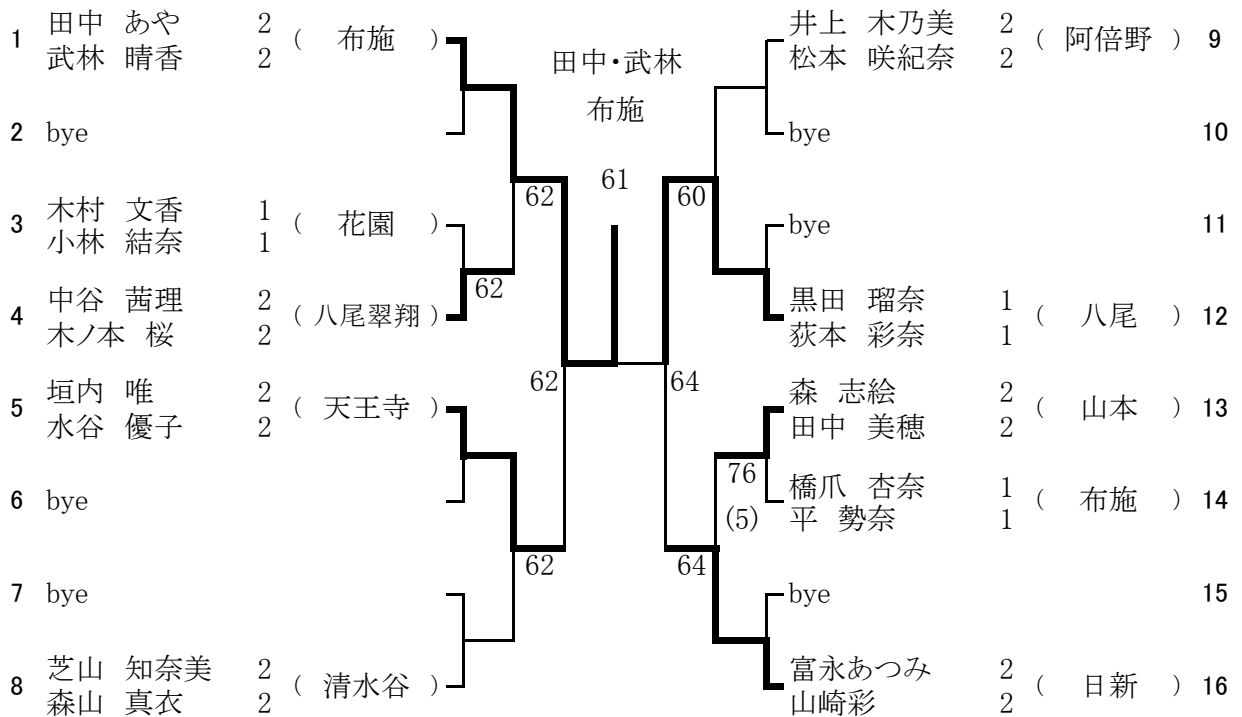 田中・武林
布施
61
1 田中 あや 2 ( 布施 )
武林 晴香 2
2 bye
62
3 木村 文香 1 ( 花園 )
小林 結奈 1
62
4 中谷 茜理 2 ( 八尾翠翔 )
木ノ本 桜 2
62
5 垣内 唯 2 ( 天王寺 )
水谷 優子 2
6 bye
62
7 bye
8 芝山 知奈美 2 ( 清水谷 )
森山 真衣 2
井上 木乃美 2 ( 阿倍野 ) 9
松本 咲紀奈 2
bye 10
60
bye 11
黒田 瑠奈 1 ( 八尾 ) 12
荻本 彩奈 1
64
森 志絵 2 ( 山本 ) 13
田中 美穂 2
76
(5)
橋爪 杏奈 1 ( 布施 ) 14
平 勢奈 1
64
bye 15
富永あつみ 2 ( 日新 ) 16
山崎彩 2